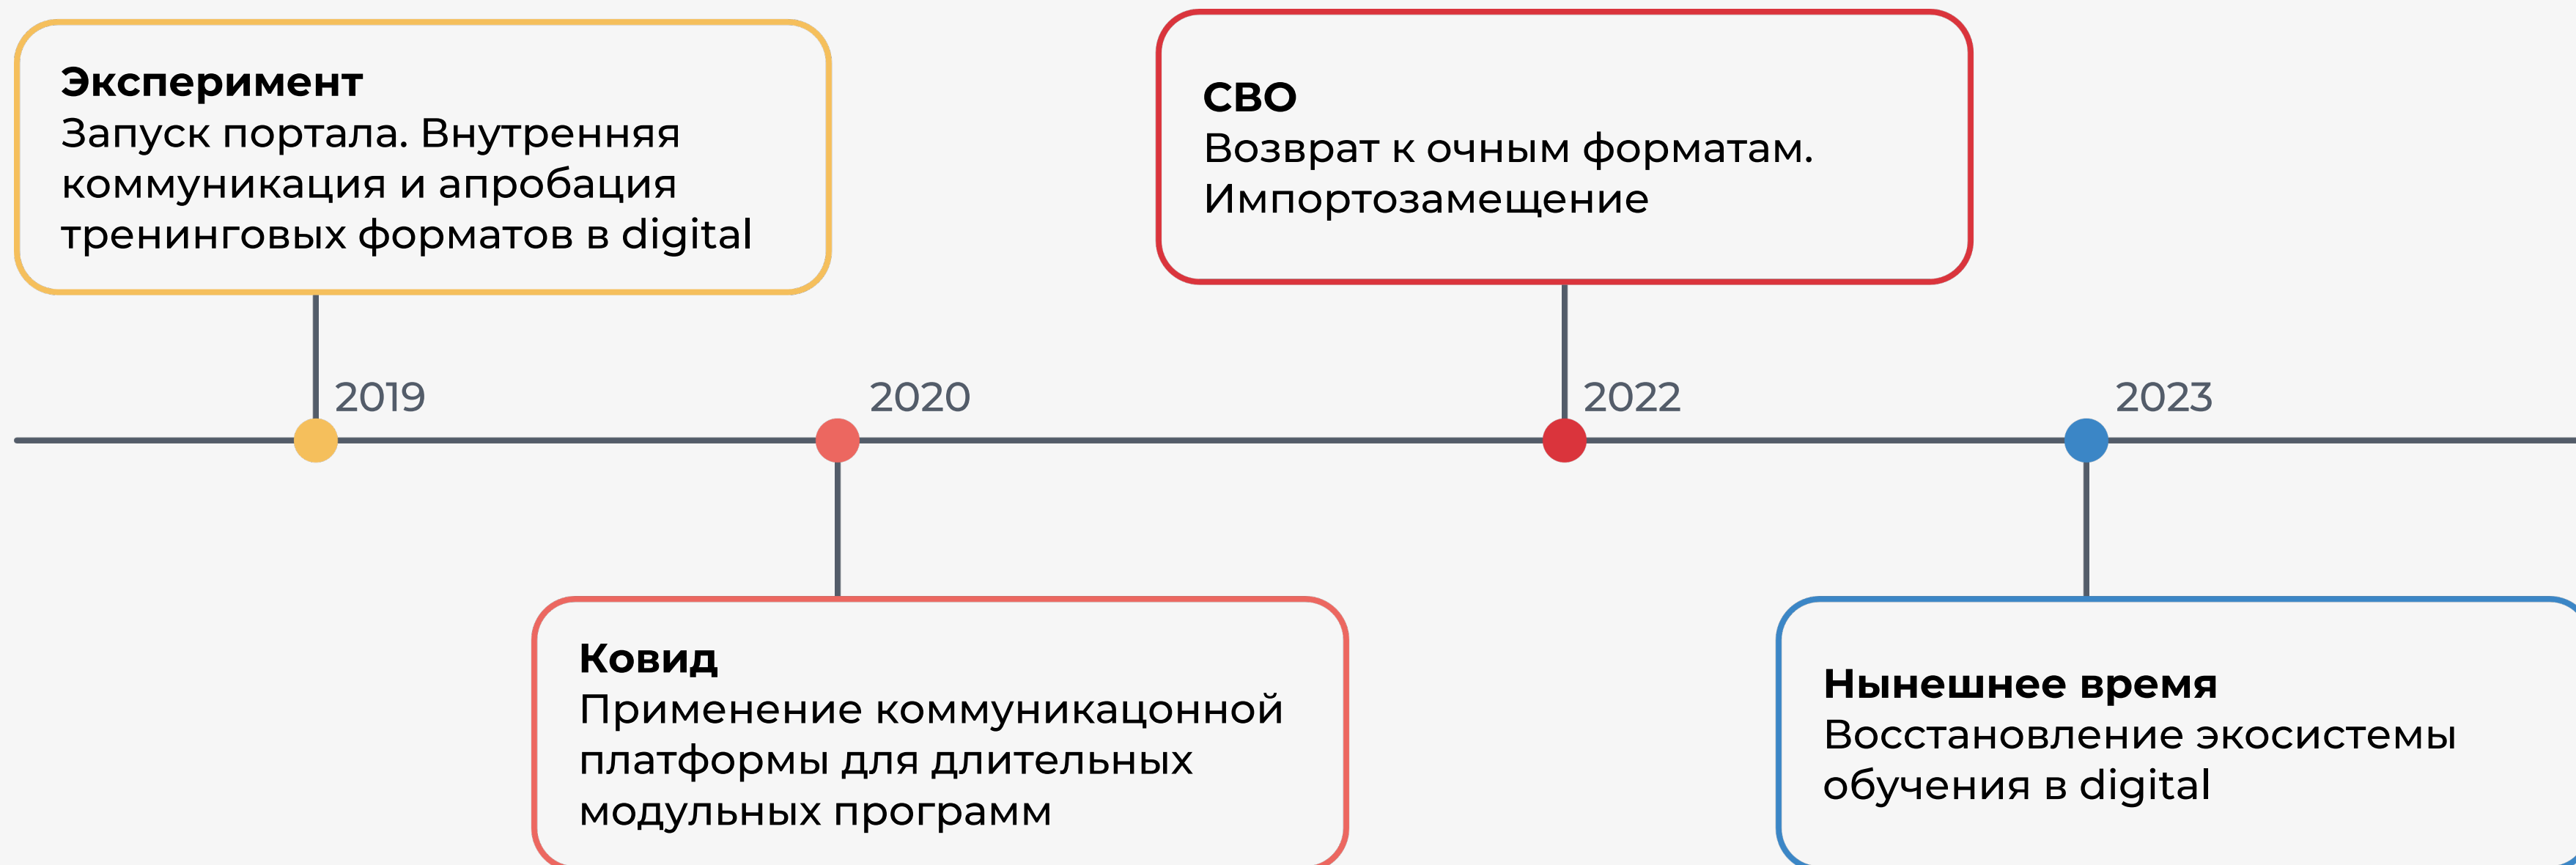 Эксперимент
Запуск портала. Внутренняя
коммуникация и апробация
тренинговых форматов в digital
СВО
Возврат к очным форматам.
Импортозамещение
2019
2020
2022
2023
Ковид
Применение коммуникацонной
платформы для длительных
модульных программ
Нынешнее время
Восстановление экосистемы
обучения в digital